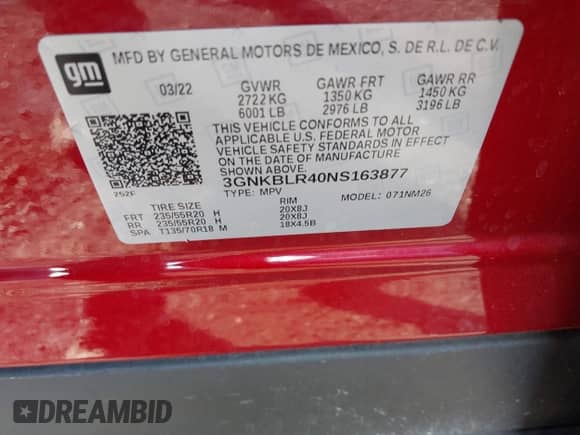 gm
MFD BY GENERAL MOTORS DE MEXICO, S. DE R.L. DE C.V.
03/22 GVWR GAWR FRT GAWR RR
2722 KG 1350 KG 1450 KG
6001 LB 2976 LB 3196 LB
THIS VEHICLE CONFORMS TO ALL
APPLICABLE U.S. FEDERAL MOTOR
VEHICLE SAFETY STANDARDS IN EFFECT
ON THE DATE OF MANUFACTURE
3GNKBLR40NS163877
TYPE: MPV MODEL: 071NM26
252F
TIRE SIZE RIM
FRT 235/55R20 H 20X8J
RR 235/55R20 H 20X8J
SPA T135/70R18 M 18X4.5B
DREAMBID